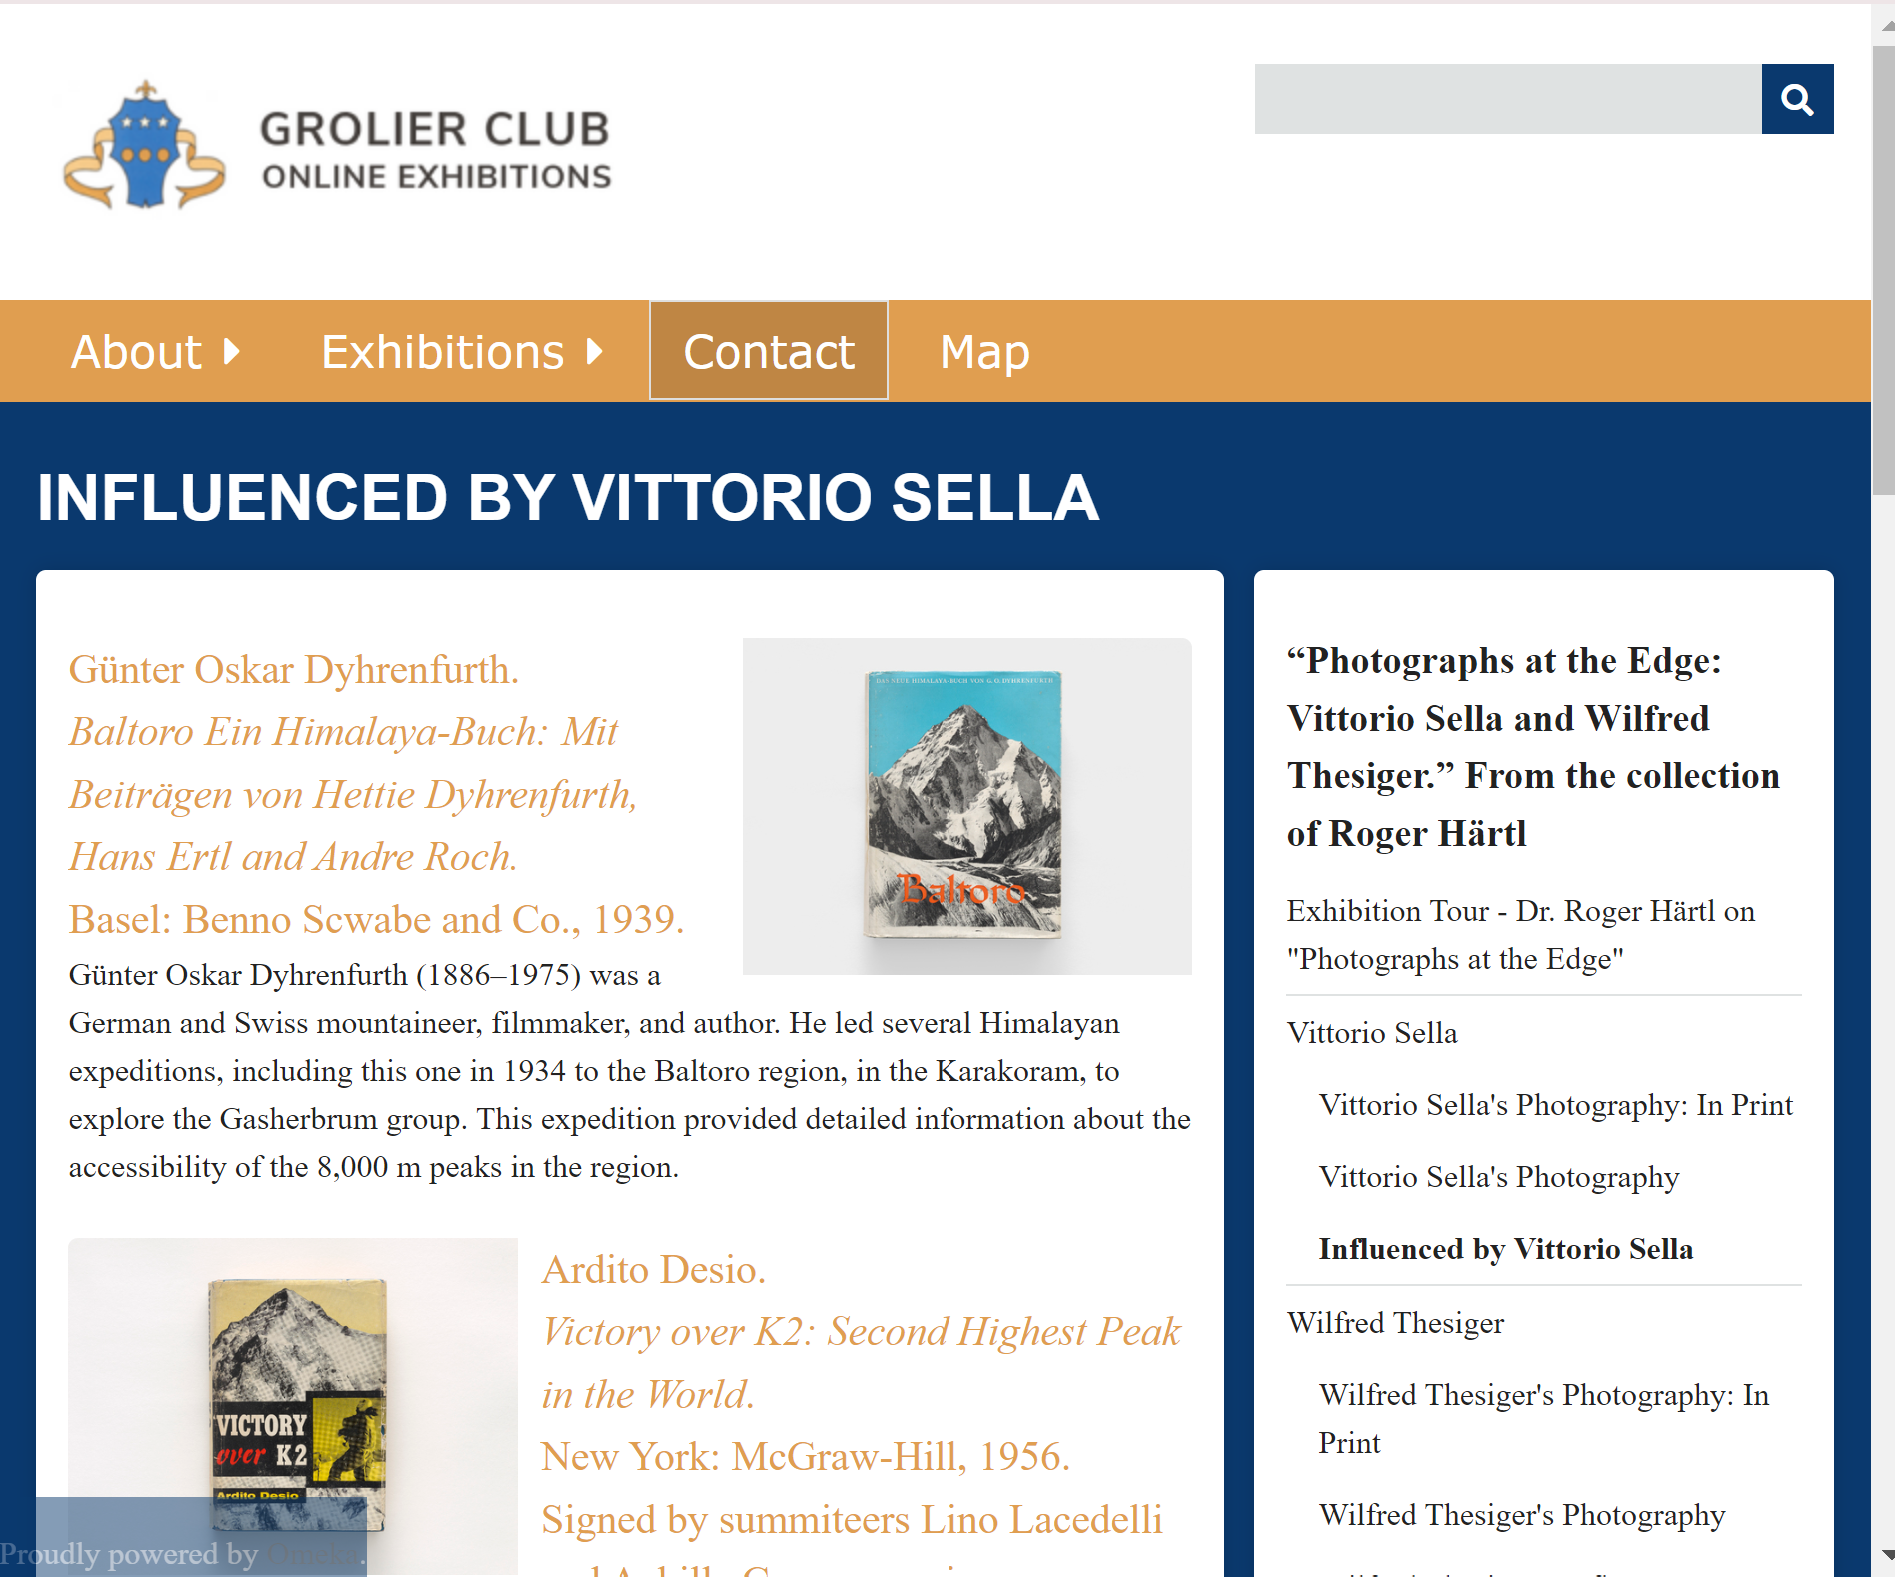 GROLIER CLUB
ONLINE EXHIBITIONS
About
Exhibitions
Contact
Map
INFLUENCED BY VITTORIO SELLA
Günter Oskar Dyhrenfurth.
Baltoro Ein Himalaya-Buch: Mit
Beiträgen von Hettie Dyhrenfurth,
Hans Ertl and Andre Roch.
Basel: Benno Scwabe and Co., 1939.
DAS NEUE HIMALAYA-BUCH VON G. O. DYHRENFURTH
Baltoro
Günter Oskar Dyhrenfurth (1886–1975) was a
German and Swiss mountaineer, filmmaker, and author. He led several Himalayan
expeditions, including this one in 1934 to the Baltoro region, in the Karakoram, to
explore the Gasherbrum group. This expedition provided detailed information about the
accessibility of the 8,000 m peaks in the region.
VICTORY
over K2
Ardito Desio
Ardito Desio.
Victory over K2: Second Highest Peak
in the World.
New York: McGraw-Hill, 1956.
Signed by summiteers Lino Lacedelli
Proudly powered by Omeka.
“Photographs at the Edge:
Vittorio Sella and Wilfred
Thesiger.” From the collection
of Roger Härtl
Exhibition Tour - Dr. Roger Härtl on
"Photographs at the Edge"
Vittorio Sella
Vittorio Sella's Photography: In Print
Vittorio Sella's Photography
Influenced by Vittorio Sella
Wilfred Thesiger
Wilfred Thesiger's Photography: In
Print
Wilfred Thesiger's Photography